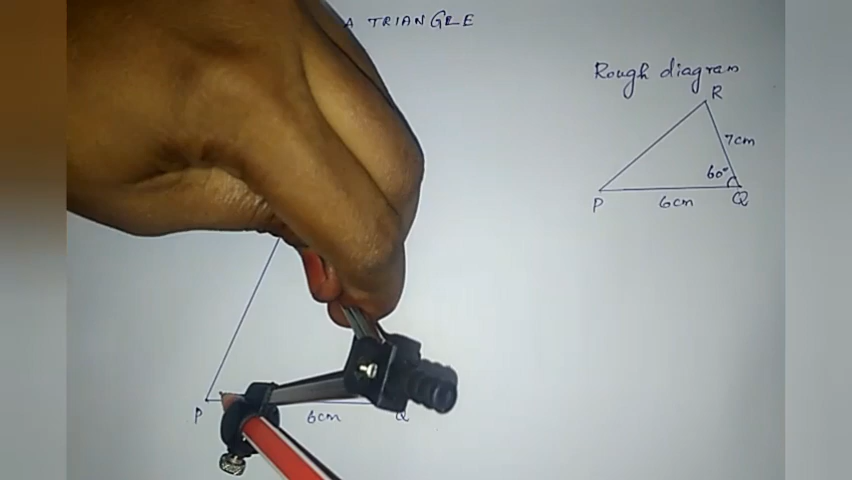 A TRIANGLE
Rough diagram
R
7cm
60°
P
6cm
Q
P
6cm
Q